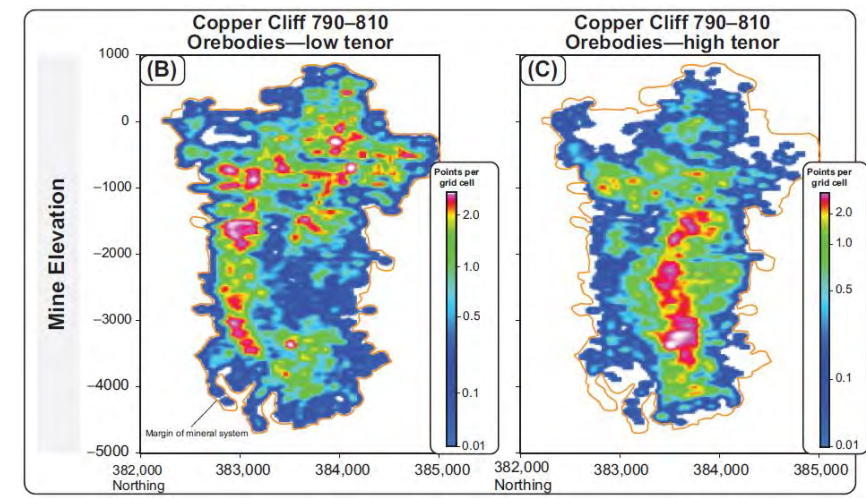 Copper Cliff 790–810
Orebodies—low tenor
Copper Cliff 790–810
Orebodies—high tenor
(B)
(C)
Mine Elevation
1000
0
–1000
–2000
–3000
–4000
–5000
Points per
grid cell
2.0
1.0
0.5
0.1
0.01
Points per
grid cell
2.0
1.0
0.5
0.1
0.01
Margin of mineral system
382,000
383,000
384,000
385,000
Northing
382,000
383,000
384,000
385,000
Northing